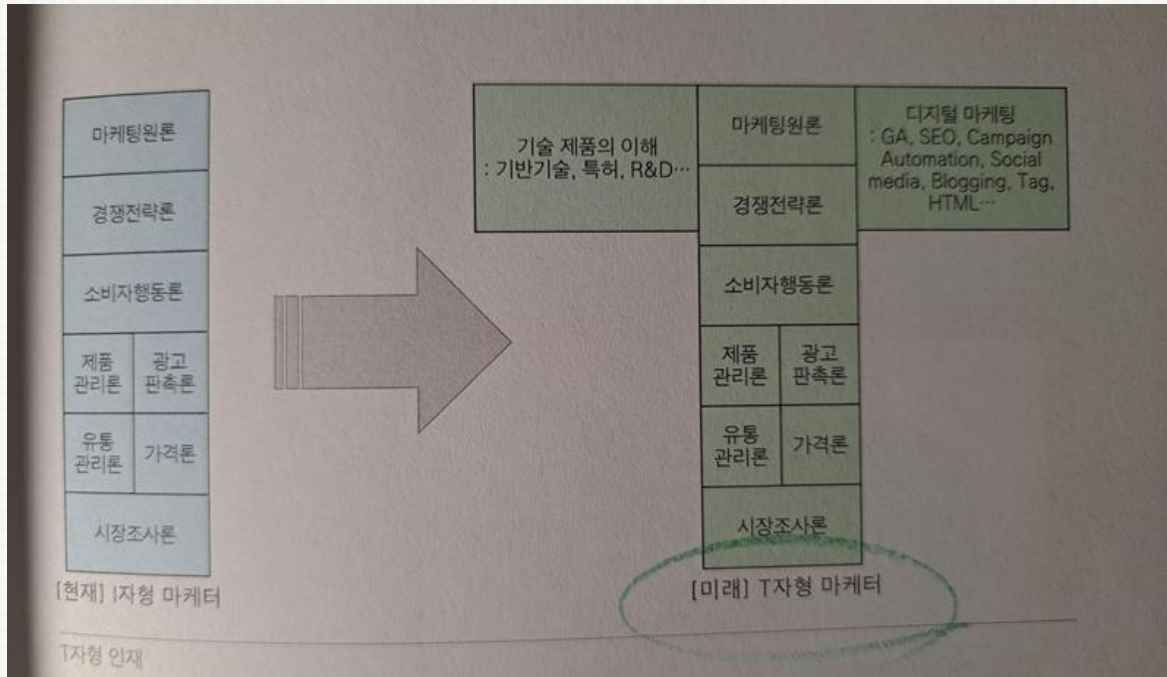 마케팅원론
경쟁전략론
소비자행동론
제품
관리론
광고
판촉론
유통
관리론
가격론
시장조사론
[현재] I자형 마케터
기술 제품의 이해
: 기반기술, 특허, R&D…
마케팅원론
경쟁전략론
소비자행동론
제품
관리론
광고
판촉론
유통
관리론
가격론
시장조사론
디지털 마케팅
: GA, SEO, Campaign
Automation, Social
media, Blogging, Tag,
HTML…
[미래] T자형 마케터
T자형 인재